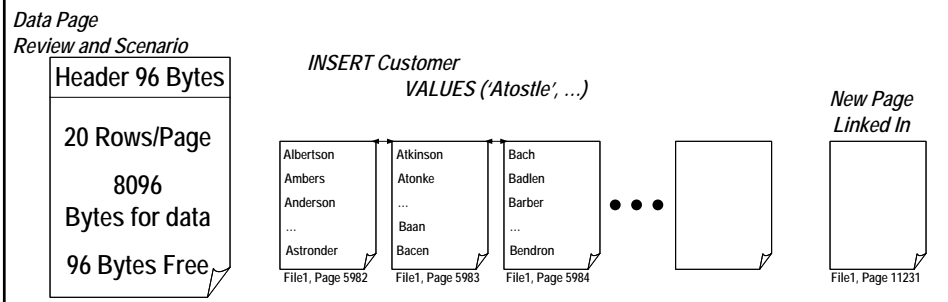 Data Page
Review and Scenario
Header 96 Bytes
20 Rows/Page
8096
Bytes for data
96 Bytes Free
INSERT Customer
VALUES (‘Atostle’, …)
Albertson
Ambers
Anderson
...
Astronder
File1, Page 5982
Atkinson
Atonke
...
Baan
Bacen
File1, Page 5983
Bach
Badlen
Barber
...
Bendron
File1, Page 5984
New Page
Linked In
File1, Page 11231